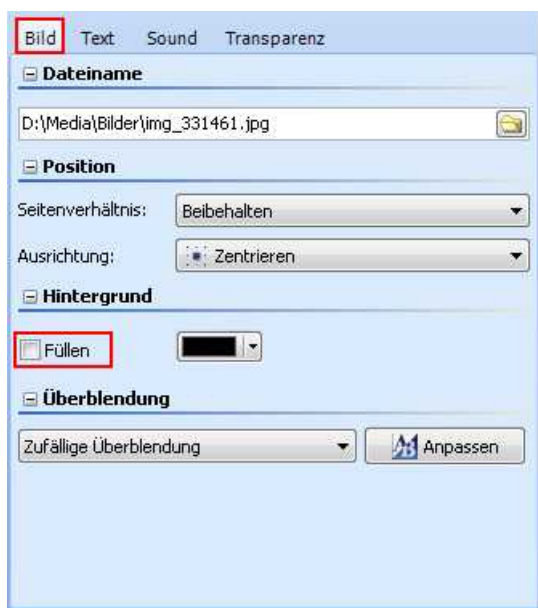 Bild Text Sound Transparenz
Dateiname
D:\Media\Bilder\img_331461.jpg
Position
Seitenverhältnis: Beibehalten
Ausrichtung: Zentrieren
Hintergrund
Füllen
Überblendung
Zufällige Überblendung Anpassen